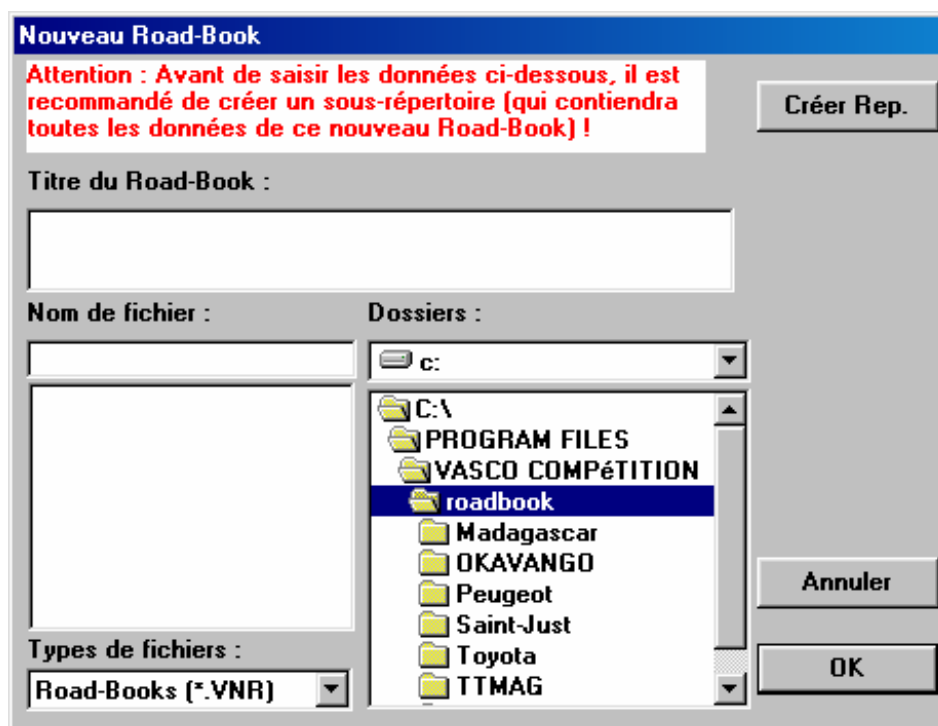 Nouveau Road-Book
Attention : Avant de saisir les données ci-dessous, il est
recommandé de créer un sous-répertoire (qui contiendra
toutes les données de ce nouveau Road-Book) !
Créer Rep.
Titre du Road-Book :
Nom de fichier :
Dossiers :
c:
C:\
PROGRAM FILES
VASCO COMPéTITION
roadbook
Madagascar
OKAVANGO
Peugeot
Saint-Just
Toyota
TTMAG
Annuler
OK
Types de fichiers :
Road-Books (*.VNR)